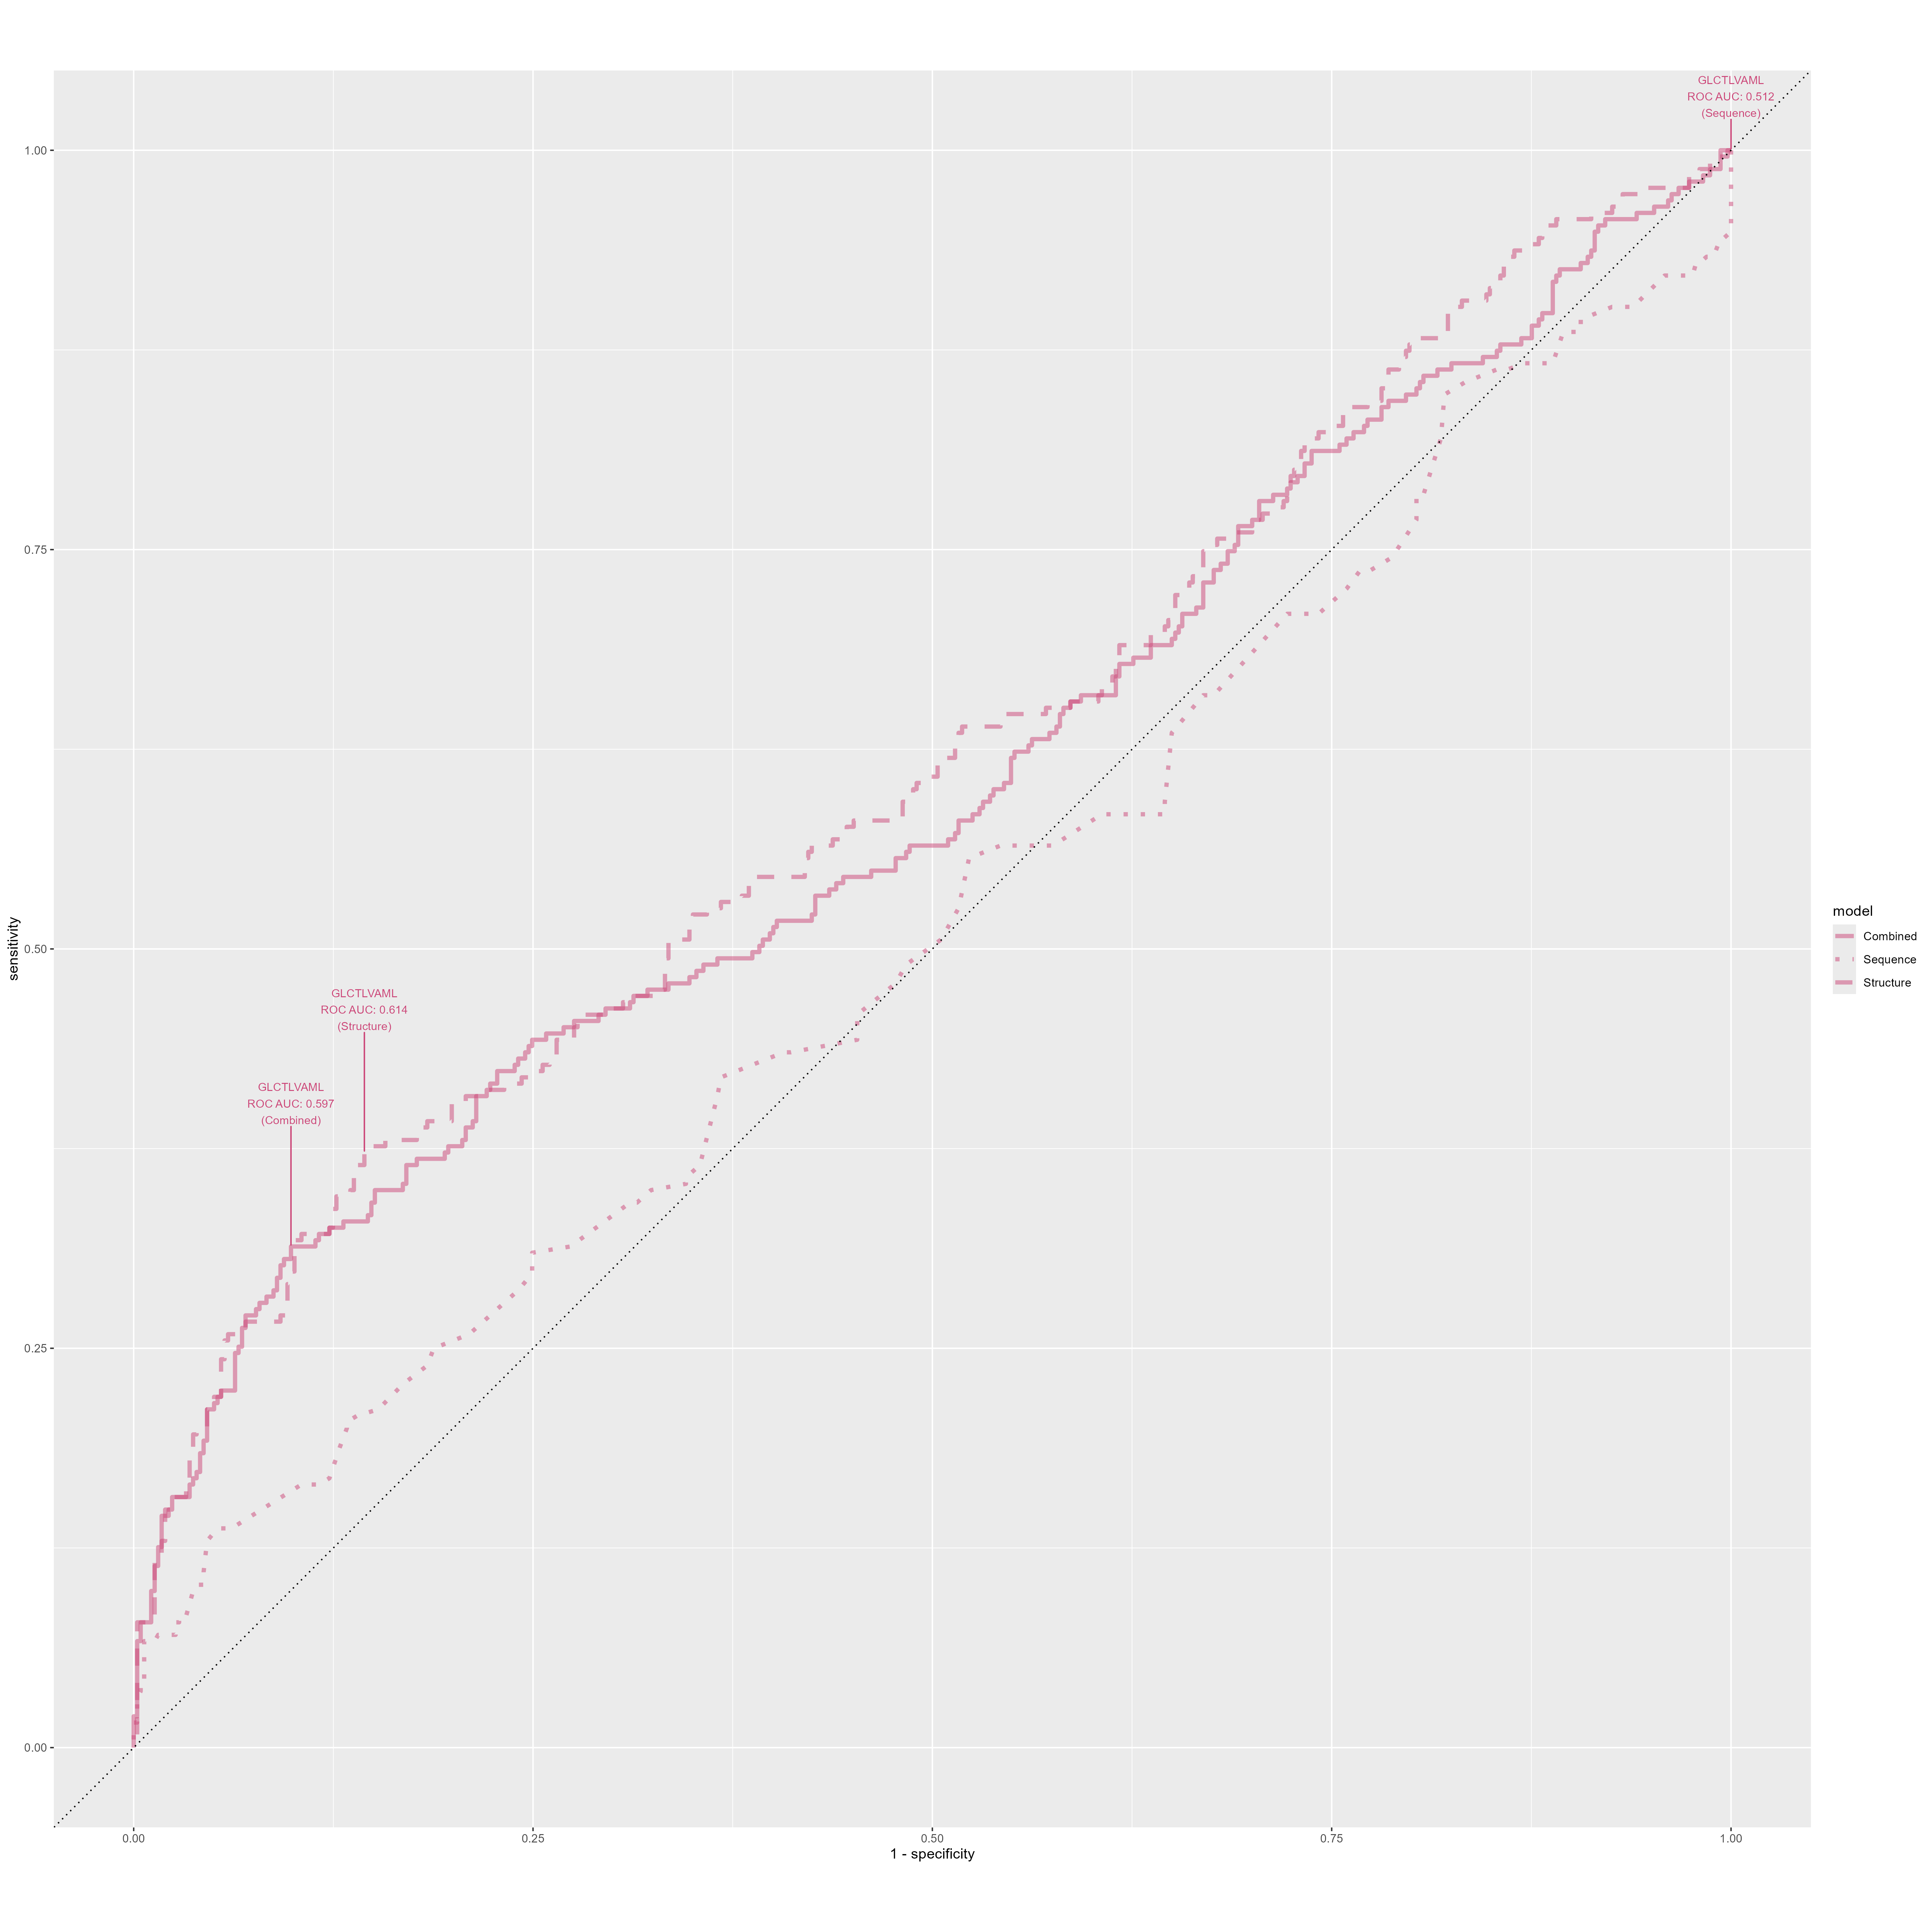 GLCTLVAML
ROC AUC: 0.512
(Sequence)
1.00
0.75
0.50
0.25
0.00
sensitivity
GLCTLVAML
ROC AUC: 0.614
(Structure)
GLCTLVAML
ROC AUC: 0.597
(Combined)
model
Combined
Sequence
Structure
0.00
0.25
0.50
0.75
1.00
1 - specificity